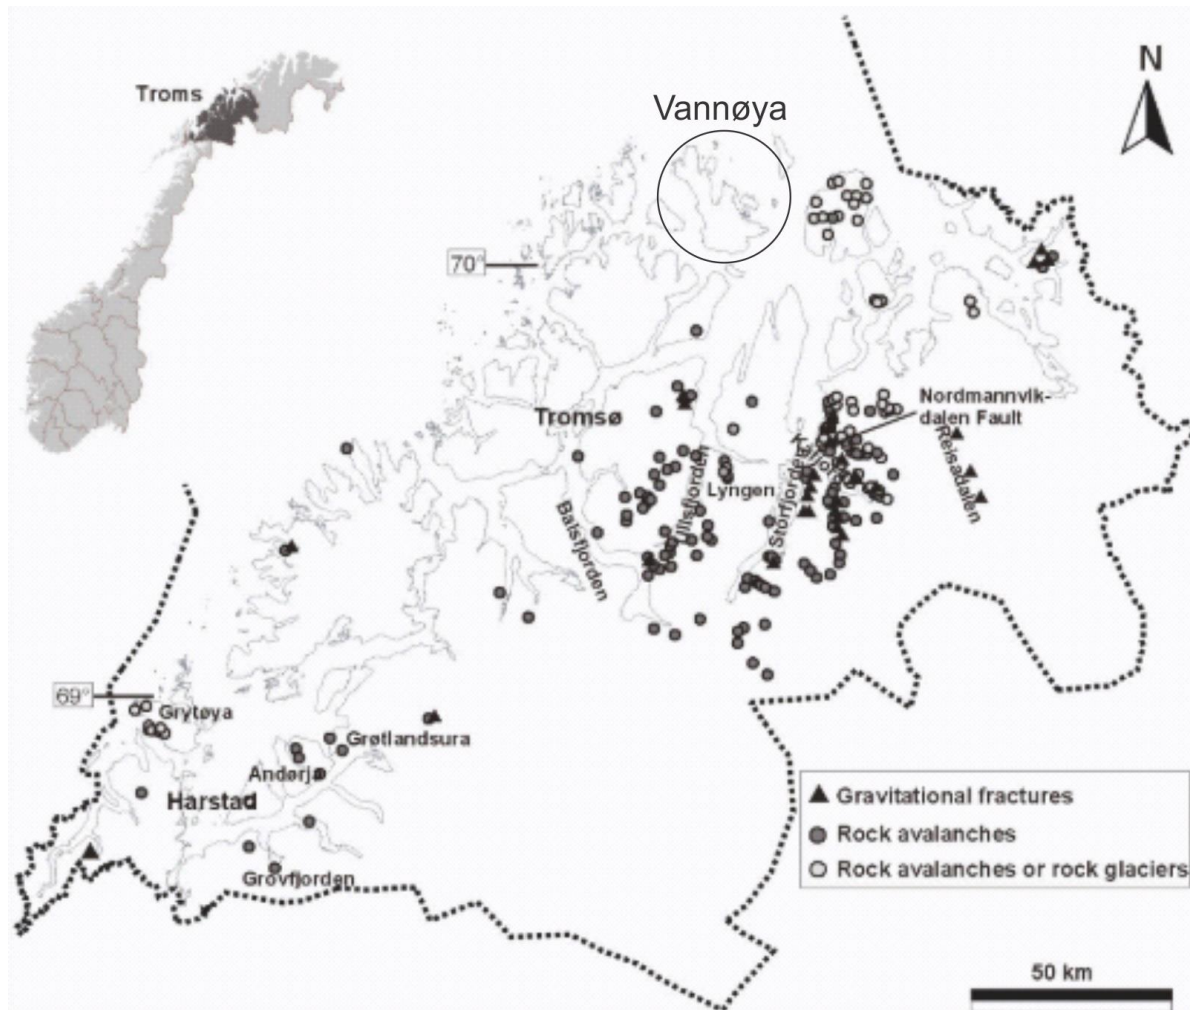 Troms
Vannøya
N
70°
Nordmannvik-
dalen Fault
Tromsø
Reisadalen
Ullsfjorden
Lyngen
Storfjorden
Balsfjorden
69°
Grytøya
Grøtlandsura
Andørja
Harstad
Gravitational fractures
Rock avalanches
Rock avalanches or rock glaciers
Grovfjorden
50 km